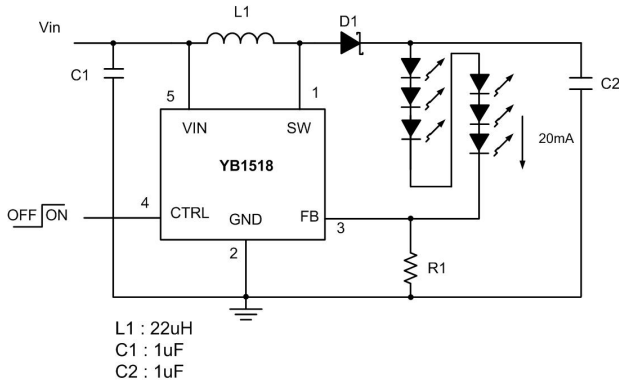 L1
Vin
D1
C1
5
1
C2
VIN
SW
YB1518
20mA
4
CTRL
OFF ON
GND
FB
3
2
R1
L1 : 22uH
C1 : 1uF
C2 : 1uF